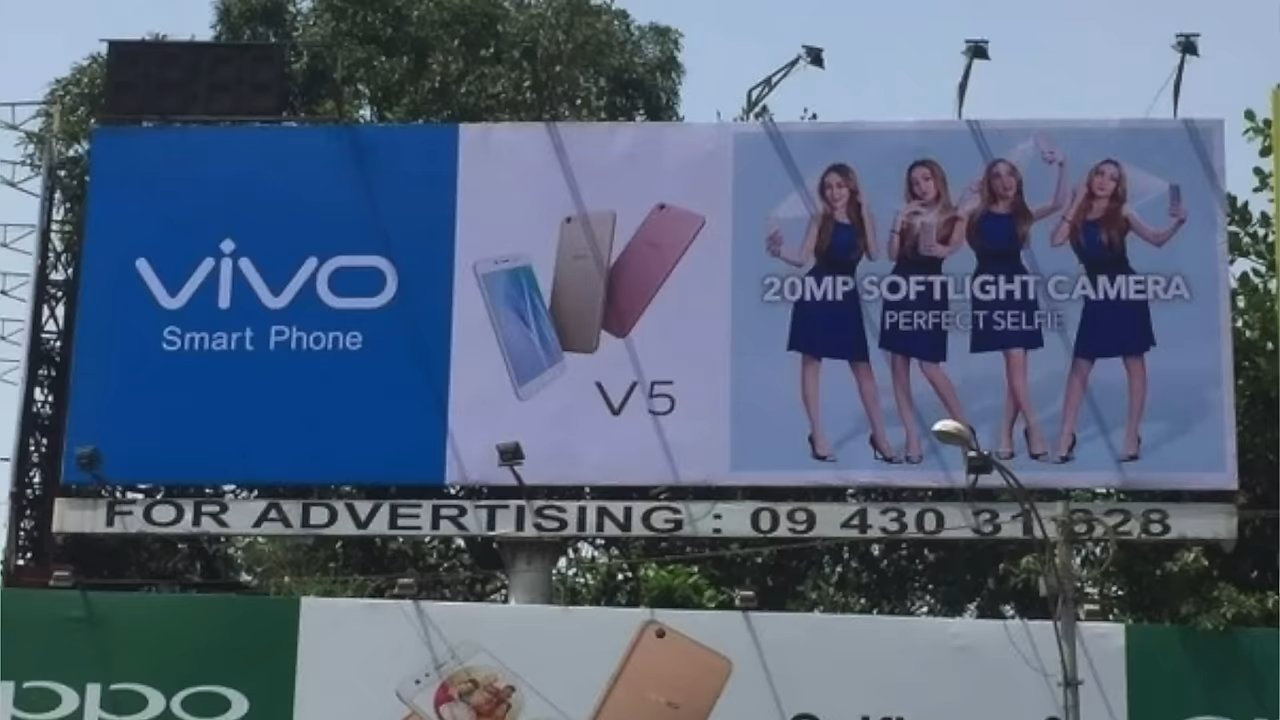 vivo
Smart Phone
V5
20MP SOFTLIGHT CAMERA
PERFECT SELFIE
FOR ADVERTISING : 09 430 31 828
oppo